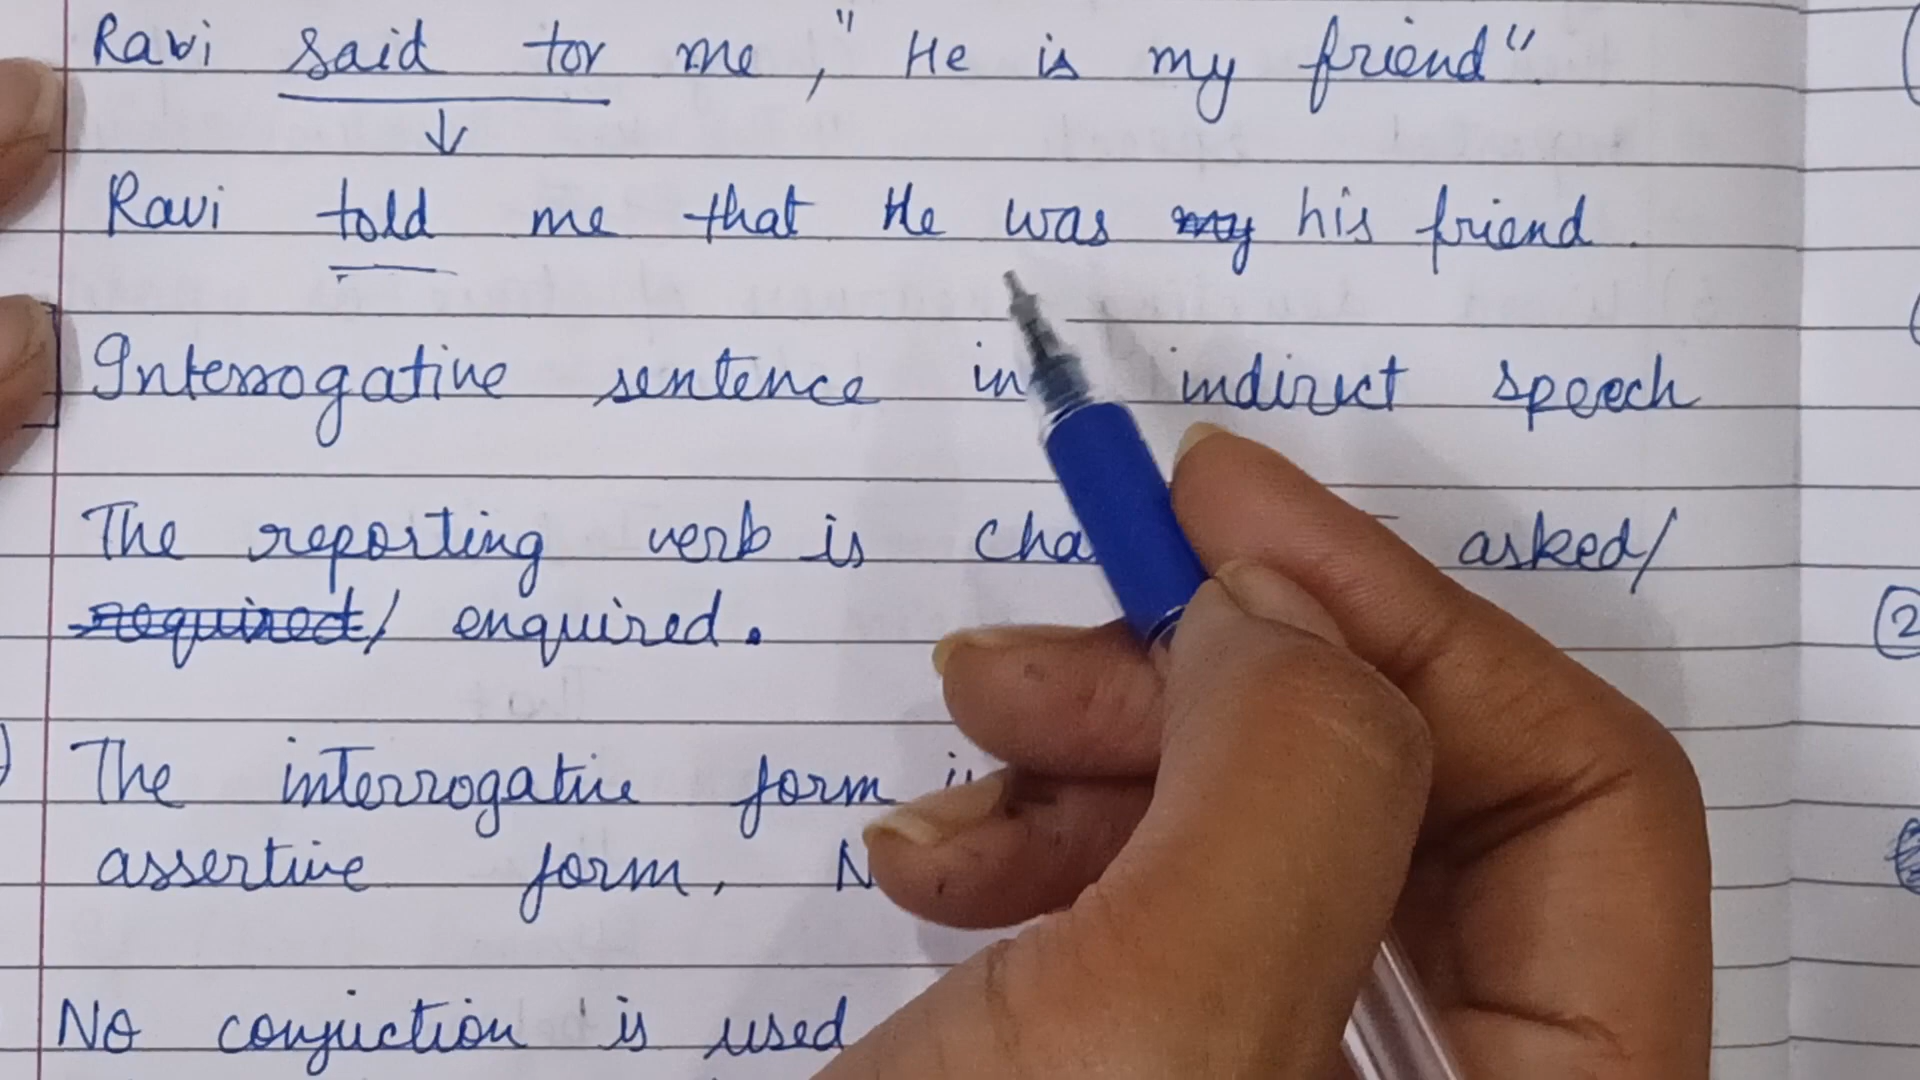 Ravi said to me, "He is my friend".
↓
Ravi told me that He was my his friend.
Interrogative sentence in indirect speech
The reporting verb is asked/
required/ enquired.
The interrogative form
assertive form.
No conjuction is used
2